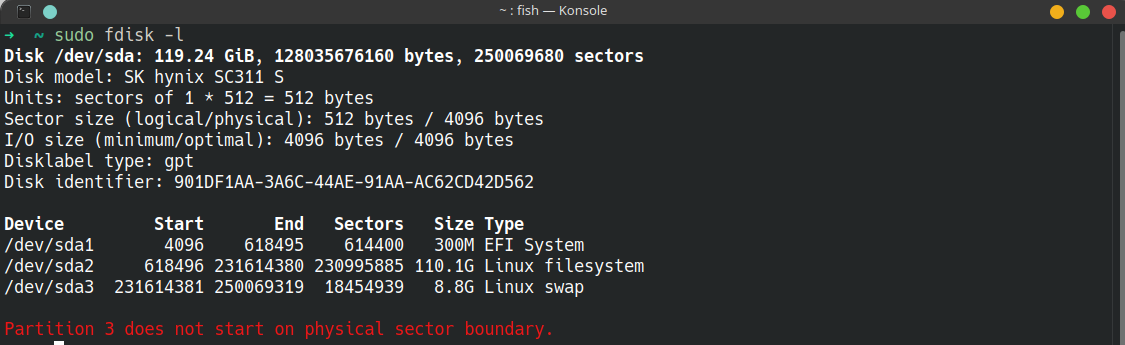 ~ : fish — Konsole
➜  ~ sudo fdisk -l
Disk /dev/sda: 119.24 GiB, 128035676160 bytes, 250069680 sectors
Disk model: SK hynix SC311 S
Units: sectors of 1 * 512 = 512 bytes
Sector size (logical/physical): 512 bytes / 4096 bytes
I/O size (minimum/optimal): 4096 bytes / 4096 bytes
Disklabel type: gpt
Disk identifier: 901DF1AA-3A6C-44AE-91AA-AC62CD42D562
Device         Start       End   Sectors   Size Type
/dev/sda1       4096    618495    614400   300M EFI System
/dev/sda2     618496 231614380 230995885 110.1G Linux filesystem
/dev/sda3  231614381 250069319  18454939   8.8G Linux swap
Partition 3 does not start on physical sector boundary.